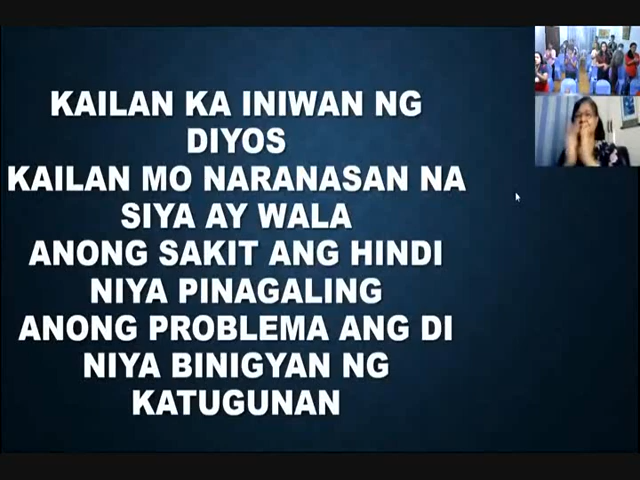 KAILAN KA INIWAN NG
DIYOS
KAILAN MO NARANASAN NA
SIYA AY WALA
ANONG SAKIT ANG HINDI
NIYA PINAGALING
ANONG PROBLEMA ANG DI
NIYA BINIGYAN NG
KATUGUNAN